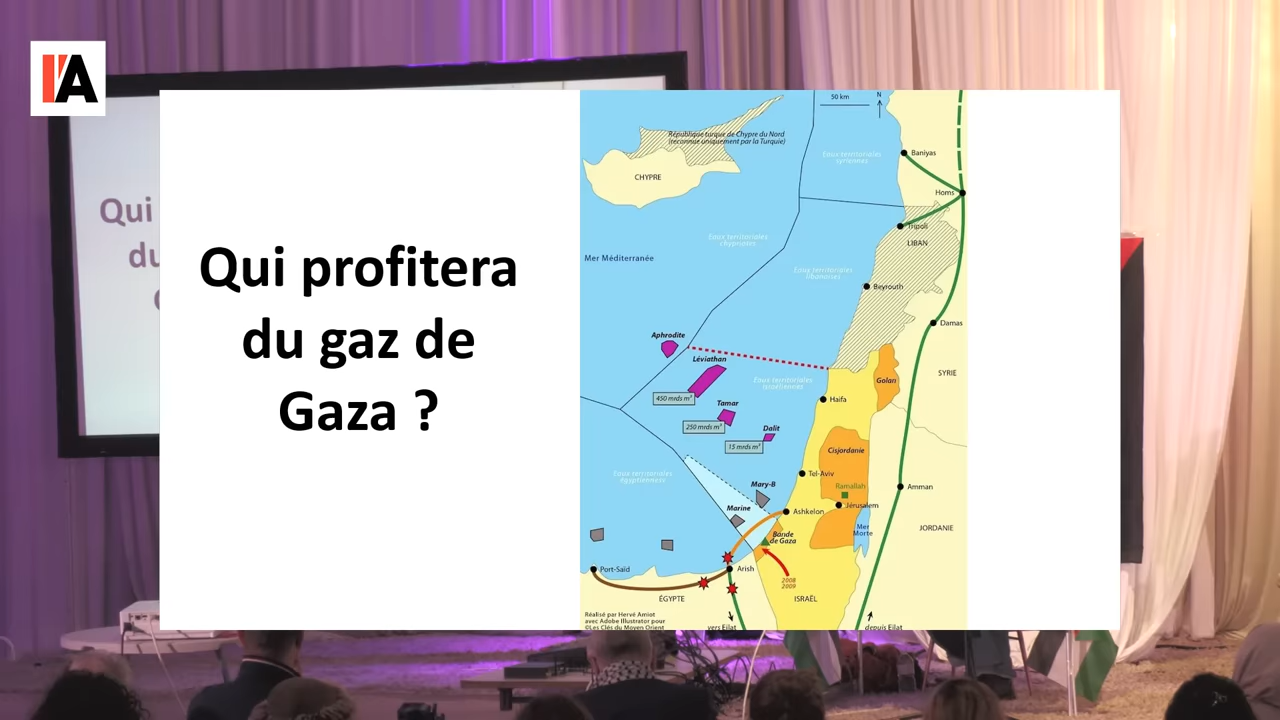 I'A
Qui
du
Qui profitera
du gaz de
Gaza ?
50 km
N
République turque de Chypre du Nord
(reconnue uniquement par la Turquie)
CHYPRE
Eaux territoriales
syriennes
Baniyas
Homs
Tripoli
LIBAN
Eaux territoriales
chypriotes
Mer Méditerranée
Eaux territoriales
libanaises
Beyrouth
Damas
Aphrodite
Léviathan
450 mrds m³
Eaux territoriales
israéliennes
Golan
SYRIE
Haifa
Tamar
250 mrds m³
Dalit
15 mrds m³
Cisjordanie
Eaux territoriales
égyptiennes
Tel-Aviv
Mary-B
Ramallah
Amman
Marine
Ashkelon
Jérusalem
Mer
Morte
JORDANIE
Bande
de Gaza
Port-Saïd
Arish
2008
2009
ÉGYPTE
ISRAËL
Réalisé par Hervé Amiot
avec Adobe Illustrator pour
©Les Clés du Moyen Orient
vers Eilat
depuis Eilat